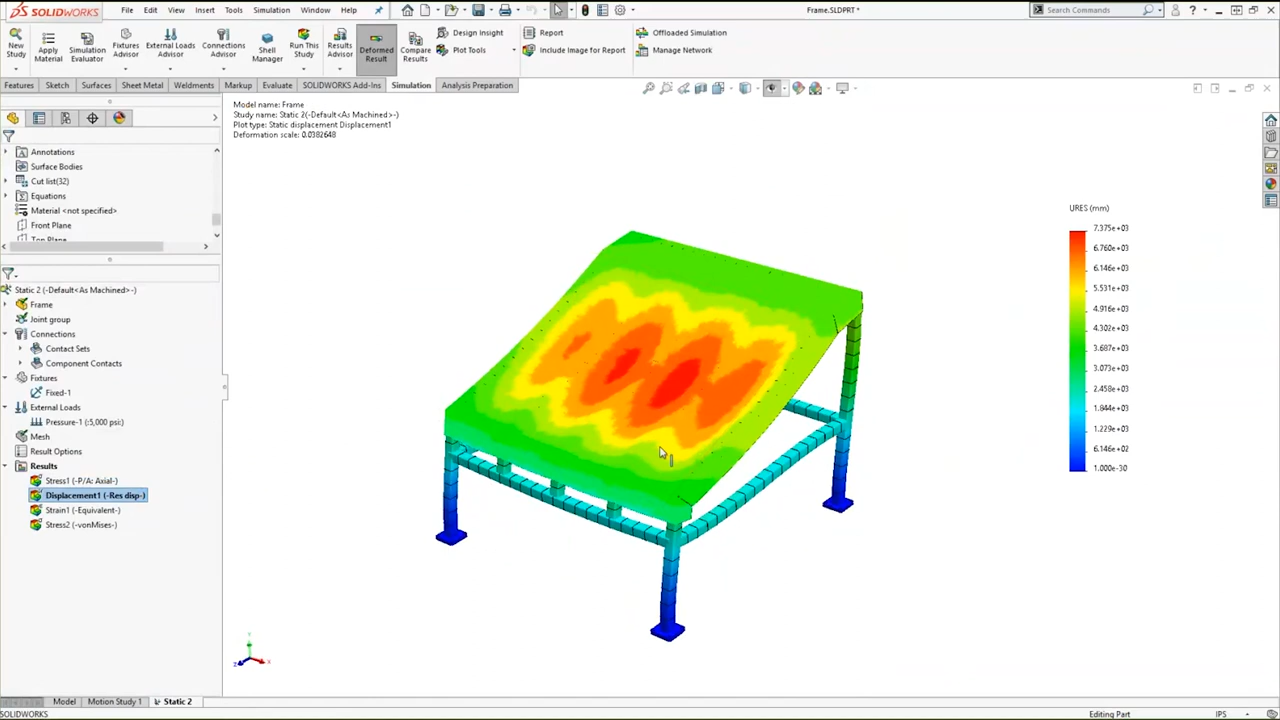 SOLIDWORKS File Edit View Insert Tools Simulation Window Help Frame.SLDPRT * Search Commands
New Study
Apply Material
Simulation Evaluator
Fixtures Advisor
External Loads Advisor
Connections Advisor
Shell Manager
Run This Study
Results Advisor
Deformed Result
Compare Results
Design Insight
Plot Tools
Report
Include Image for Report
Offloaded Simulation
Manage Network
Features Sketch Surfaces Sheet Metal Weldments Markup Evaluate SOLIDWORKS Add-Ins Simulation Analysis Preparation
Model name: Frame
Study name: Static 2(-Default<As Machined>-)
Plot type: Static displacement Displacement1
Deformation scale: 0.0382648
Annotations
Surface Bodies
Cut list(32)
Equations
Material <not specified>
Front Plane
Top Plane
Static 2 (-Default<As Machined>-)
Frame
Joint group
Connections
Contact Sets
Component Contacts
Fixtures
Fixed-1
External Loads
Pressure-1 (:5,000 psi:)
Mesh
Result Options
Results
Stress1 (-P/A: Axial-)
Displacement1 (-Res disp-)
Strain1 (-Equivalent-)
Stress2 (-vonMises-)
URES (mm)
7.375e+03
6.760e+03
6.146e+03
5.531e+03
4.916e+03
4.302e+03
3.687e+03
3.073e+03
2.458e+03
1.844e+03
1.229e+03
6.146e+02
1.000e-30
Model Motion Study 1 Static 2
SOLIDWORKS Editing Part IPS